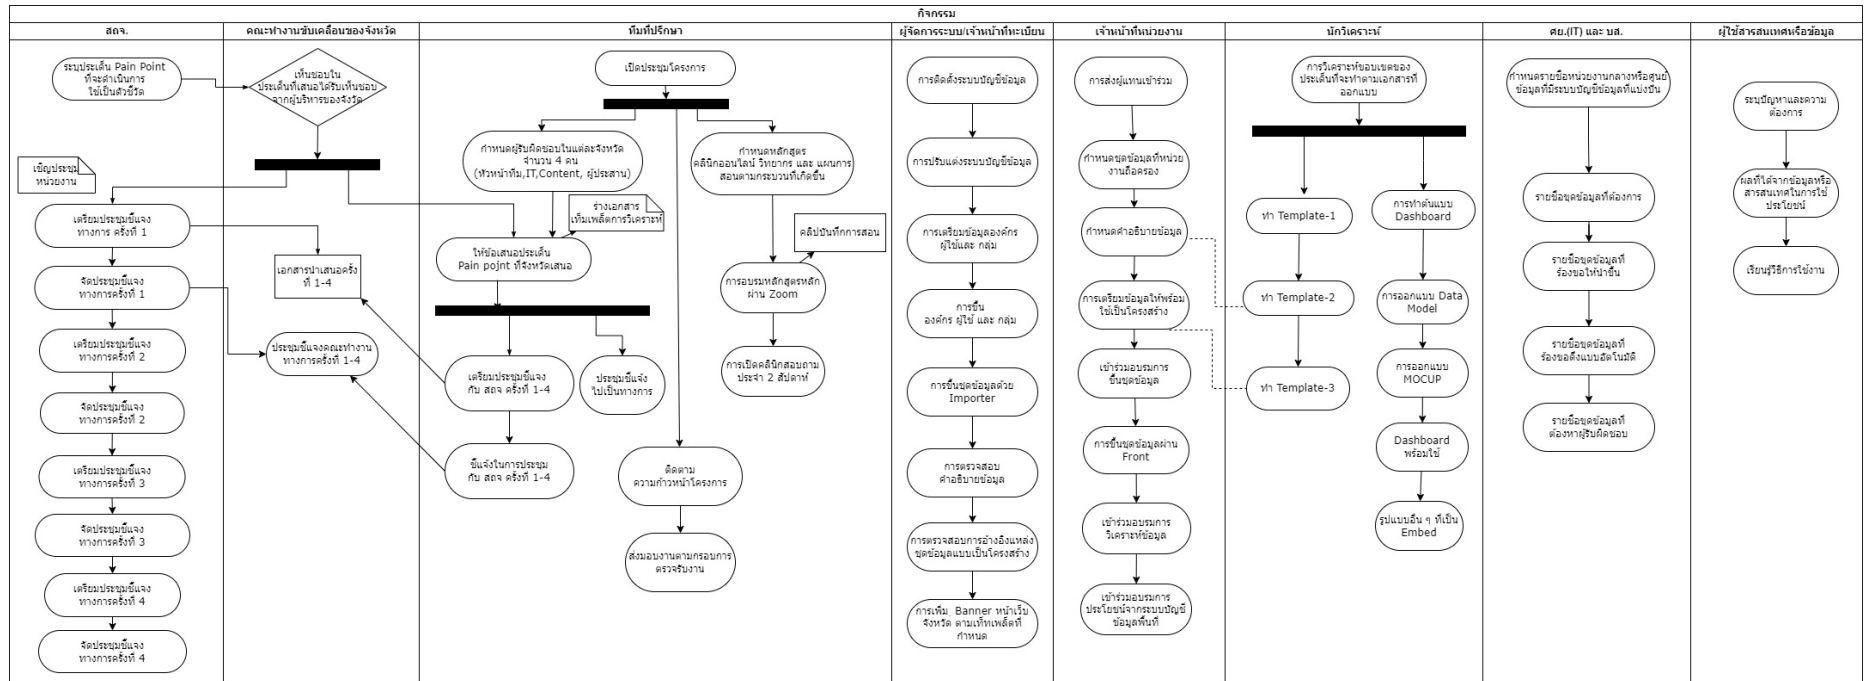 กิจกรรม
สถจ.
คณะทำงานขับเคลื่อนของจังหวัด
ทีมที่ปรึกษา
ผู้จัดการระบบ/เจ้าหน้าที่ทะเบียน
เจ้าหน้าที่หน่วยงาน
นักวิเคราะห์
ศย.(IT) และ บส.
ผู้ใช้สารสนเทศหรือข้อมูล
ระบุประเด็น Pain Point
ที่จะดำเนินการ
ใช้เป็นตัวชี้วัด
เชิญประชุม
หน่วยงาน
เตรียมประชุมชี้แจง
ทางการ ครั้งที่ 1
จัดประชุมชี้แจง
ทางการครั้งที่ 1
เตรียมประชุมชี้แจง
ทางการครั้งที่ 2
จัดประชุมชี้แจง
ทางการครั้งที่ 2
เตรียมประชุมชี้แจง
ทางการครั้งที่ 3
จัดประชุมชี้แจง
ทางการครั้งที่ 3
เตรียมประชุมชี้แจง
ทางการครั้งที่ 4
จัดประชุมชี้แจง
ทางการครั้งที่ 4
เห็นชอบใน
ประเด็นที่เสนอได้รับเห็นชอบ
จากผู้บริหารของจังหวัด
เอกสารนำเสนอครั้ง
ที่ 1-4
ประชุมชี้แจงคณะทำงาน
ทางการครั้งที่ 1-4
เปิดประชุมโครงการ
กำหนดผู้รับผิดชอบในแต่ละจังหวัด
จำนวน 4 คน
(หัวหน้าทีม,IT,Content, ผู้ประสาน)
ร่างเอกสาร
เท็มเพล็ตการวิเคราะห์
ให้ข้อเสนอประเด็น
Pain point ที่จังหวัดเสนอ
เตรียมประชุมชี้แจง
กับ สถจ ครั้งที่ 1-4
ประชุมชี้แจ้ง
ไปเป็นทางการ
ชี้แจ้งในการประชุม
กับ สถจ ครั้งที่ 1-4
กำหนดหลักสูตร
คลินิกออนไลน์ วิทยากร และ แผนการ
สอนตามกระบวนที่เกิดขึ้น
คลิปบันทึกการสอน
การอบรมหลักสูตรหลัก
ผ่าน Zoom
การเปิดคลินิกสอบถาม
ประจำ 2 สัปดาห์
ติดตาม
ความก้าวหน้าโครงการ
ส่งมอบงานตามกรอบการ
ตรวจรับงาน
การติดตั้งระบบบัญชีข้อมูล
การปรับแต่งระบบบัญชีข้อมูล
การเตรียมข้อมูลองค์กร
ผู้ใช้และ กลุ่ม
การขึ้น
องค์กร ผู้ใช้ และ กลุ่ม
การขึ้นชุดข้อมูลด้วย
Importer
การตรวจสอบ
คำอธิบายข้อมูล
การตรวจสอบการอ้างอิงแหล่ง
ชุดข้อมูลแบบเป็นโครงสร้าง
การเพิ่ม Banner หน้าเว็บ
จังหวัด ตามเท็ทเพล็ตที่
กำหนด
การส่งผู้แทนเข้าร่วม
กำหนดชุดข้อมูลที่หน่วย
งานถือครอง
กำหนดคำอธิบายข้อมูล
การเตรียมข้อมูลให้พร้อม
ใช้เป็นโครงสร้าง
เข้าร่วมอบรมการ
ขึ้นชุดข้อมูล
การขึ้นชุดข้อมูลผ่าน
Front
เข้าร่วมอบรมการ
วิเคราะห์ข้อมูล
เข้าร่วมอบรมการ
ประโยชน์จากระบบบัญชี
ข้อมูลพื้นที่
การวิเคราะห์ขอบเขตของ
ประเด็นที่จะทำตามเอกสารที่
ออกแบบ
ทำ Template-1
ทำ Template-2
ทำ Template-3
การทำต้นแบบ
Dashboard
การออกแบบ Data
Model
การออกแบบ
MOCUP
Dashboard
พร้อมใช้
รูปแบบอื่น ๆ ที่เป็น
Embed
กำหนดรายชื่อหน่วยงานกลางหรือศูนย์
ข้อมูลที่มีระบบบัญชีข้อมูลที่แบ่งปัน
รายชื่อชุดข้อมูลที่ต้องการ
รายชื่อชุดข้อมูลที่
ร้องขอให้นำขึ้น
รายชื่อชุดข้อมูลที่
ร้องขอดึงแบบอัตโนมัติ
รายชื่อชุดข้อมูลที่
ต้องหาผู้รับผิดชอบ
ระบุปัญหาและความ
ต้องการ
ผลที่ได้จากข้อมูลหรือ
สารสนเทศในการใช้
ประโยชน์
เรียนรู้วิธีการใช้งาน